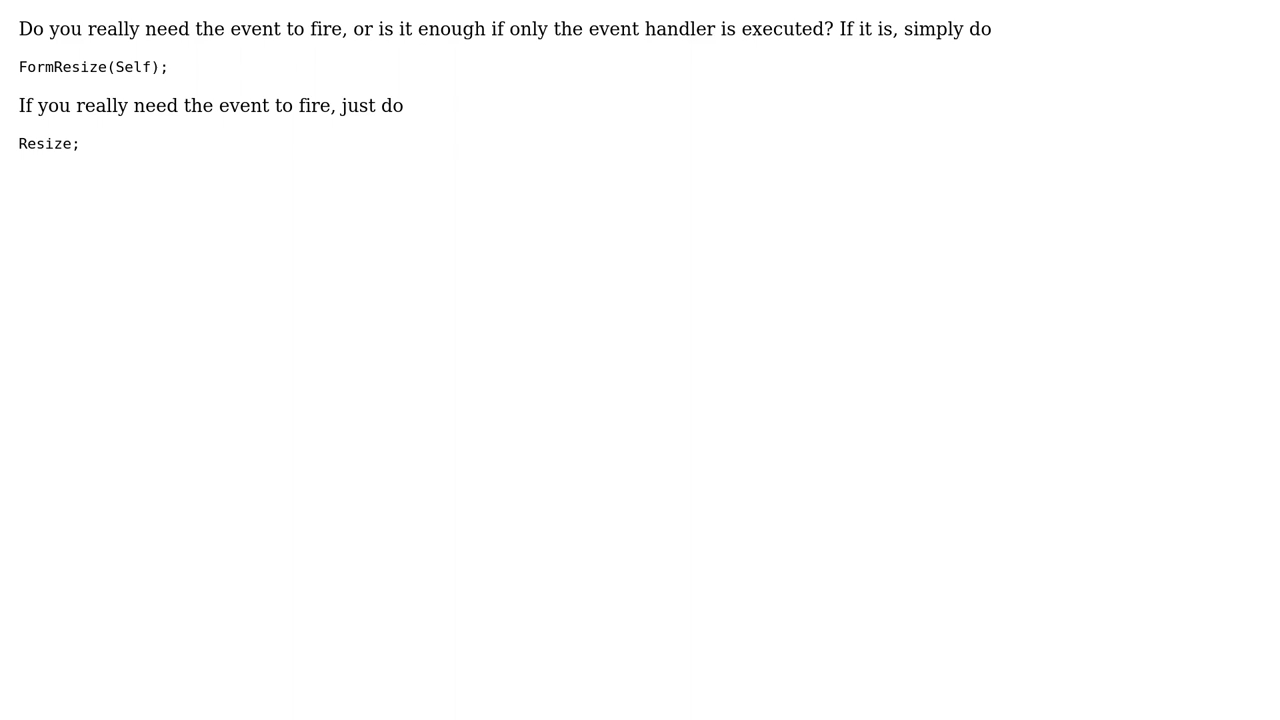 Do you really need the event to fire, or is it enough if only the event handler is executed? If it is, simply do
FormResize(Self);
If you really need the event to fire, just do
Resize;